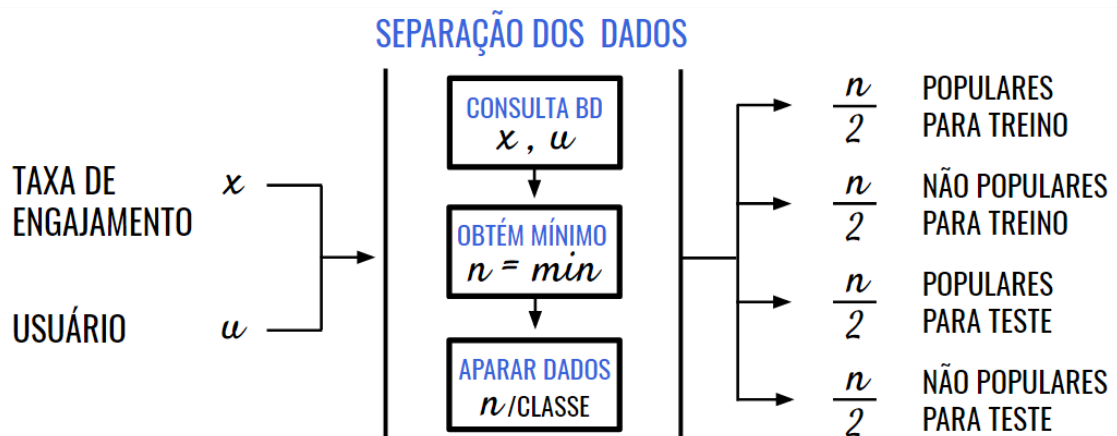 SEPARAÇÃO DOS DADOS
TAXA DE
ENGAJAMENTO x
USUÁRIO u
CONSULTA BD
x , u
OBTÉM MÍNIMO
n = min
APARAR DADOS
n/CLASSE
n
2
POPULARES
PARA TREINO
n
2
NÃO POPULARES
PARA TREINO
n
2
POPULARES
PARA TESTE
n
2
NÃO POPULARES
PARA TESTE